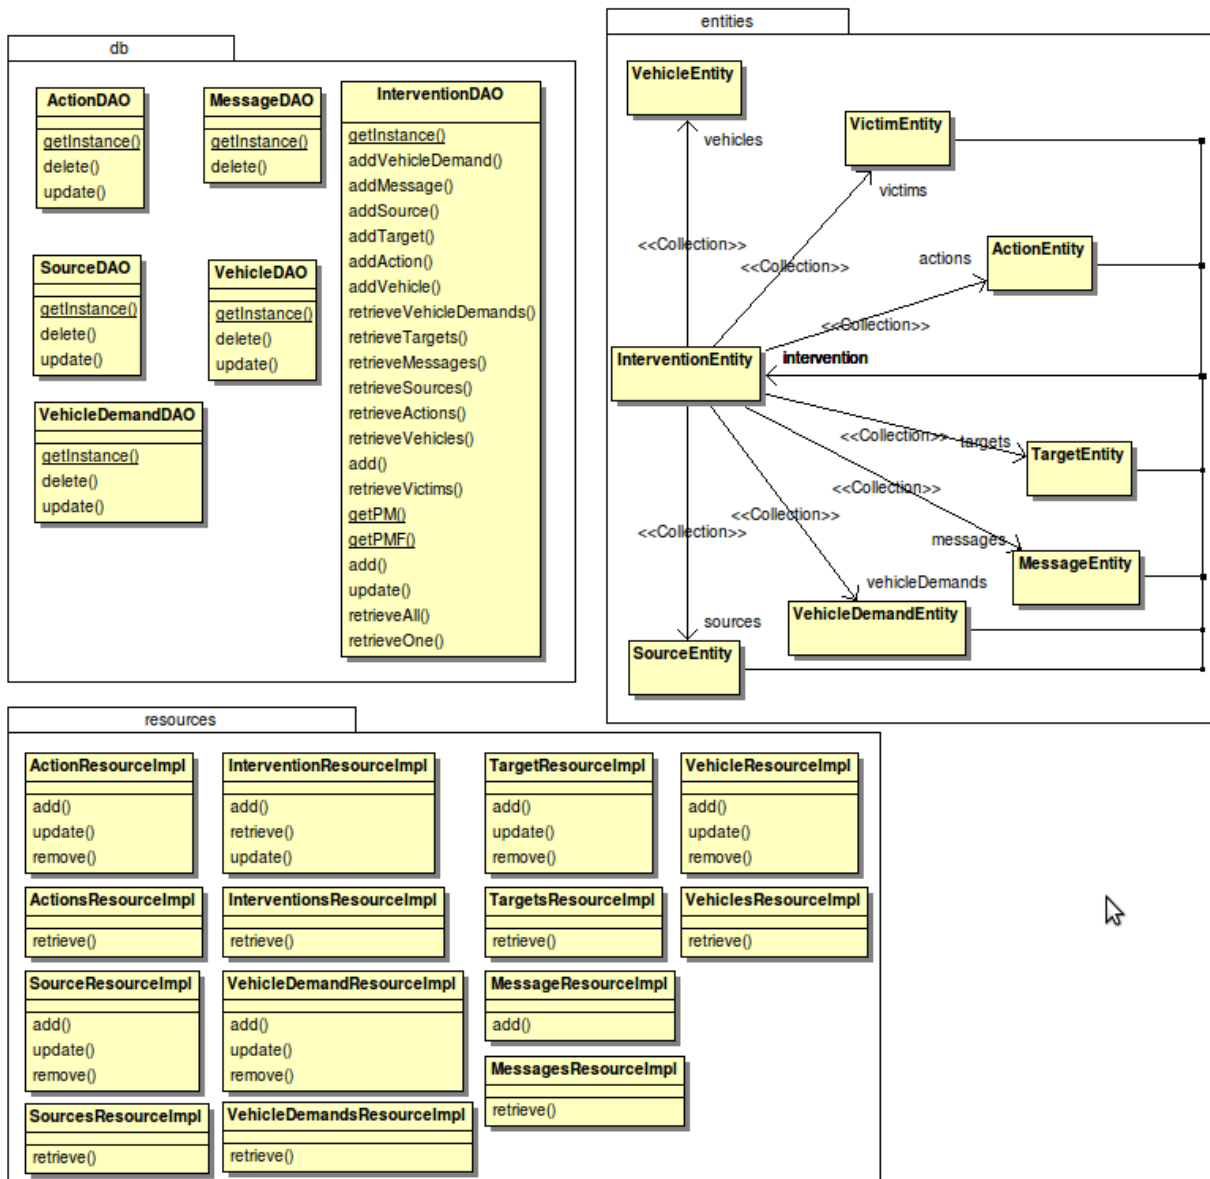 db
ActionDAO
getInstance()
delete()
update()
MessageDAO
getInstance()
delete()
InterventionDAO
getInstance()
addVehicleDemand()
addMessage()
addSource()
addTarget()
addAction()
addVehicle()
retrieveVehicleDemands()
retrieveTargets()
retrieveMessages()
retrieveSources()
retrieveActions()
retrieveVehicles()
add()
retrieveVictims()
getPM()
getPMF()
add()
update()
retrieveAll()
retrieveOne()
SourceDAO
getInstance()
delete()
update()
VehicleDAO
getInstance()
delete()
update()
VehicleDemandDAO
getInstance()
delete()
update()
entities
VehicleEntity
vehicles
VictimEntity
victims
<<Collection>>
<<Collection>>
actions
ActionEntity
<<Collection>>
InterventionEntity
intervention
<<Collection>>
targets
TargetEntity
<<Collection>>
<<Collection>>
<<Collection>>
messages
MessageEntity
vehicleDemands
VehicleDemandEntity
sources
SourceEntity
resources
ActionResourceImpl
add()
update()
remove()
InterventionResourceImpl
add()
retrieve()
update()
TargetResourceImpl
add()
update()
remove()
VehicleResourceImpl
add()
update()
remove()
ActionsResourceImpl
retrieve()
InterventionsResourceImpl
retrieve()
TargetsResourceImpl
retrieve()
VehiclesResourceImpl
retrieve()
SourceResourceImpl
add()
update()
remove()
VehicleDemandResourceImpl
add()
update()
remove()
MessageResourceImpl
add()
MessagesResourceImpl
retrieve()
SourcesResourceImpl
retrieve()
VehicleDemandsResourceImpl
retrieve()